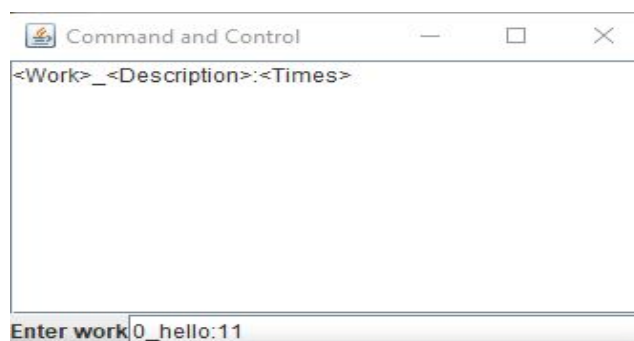 Command and Control
<Work>_<Description>:<Times>
Enter work 0_hello:11